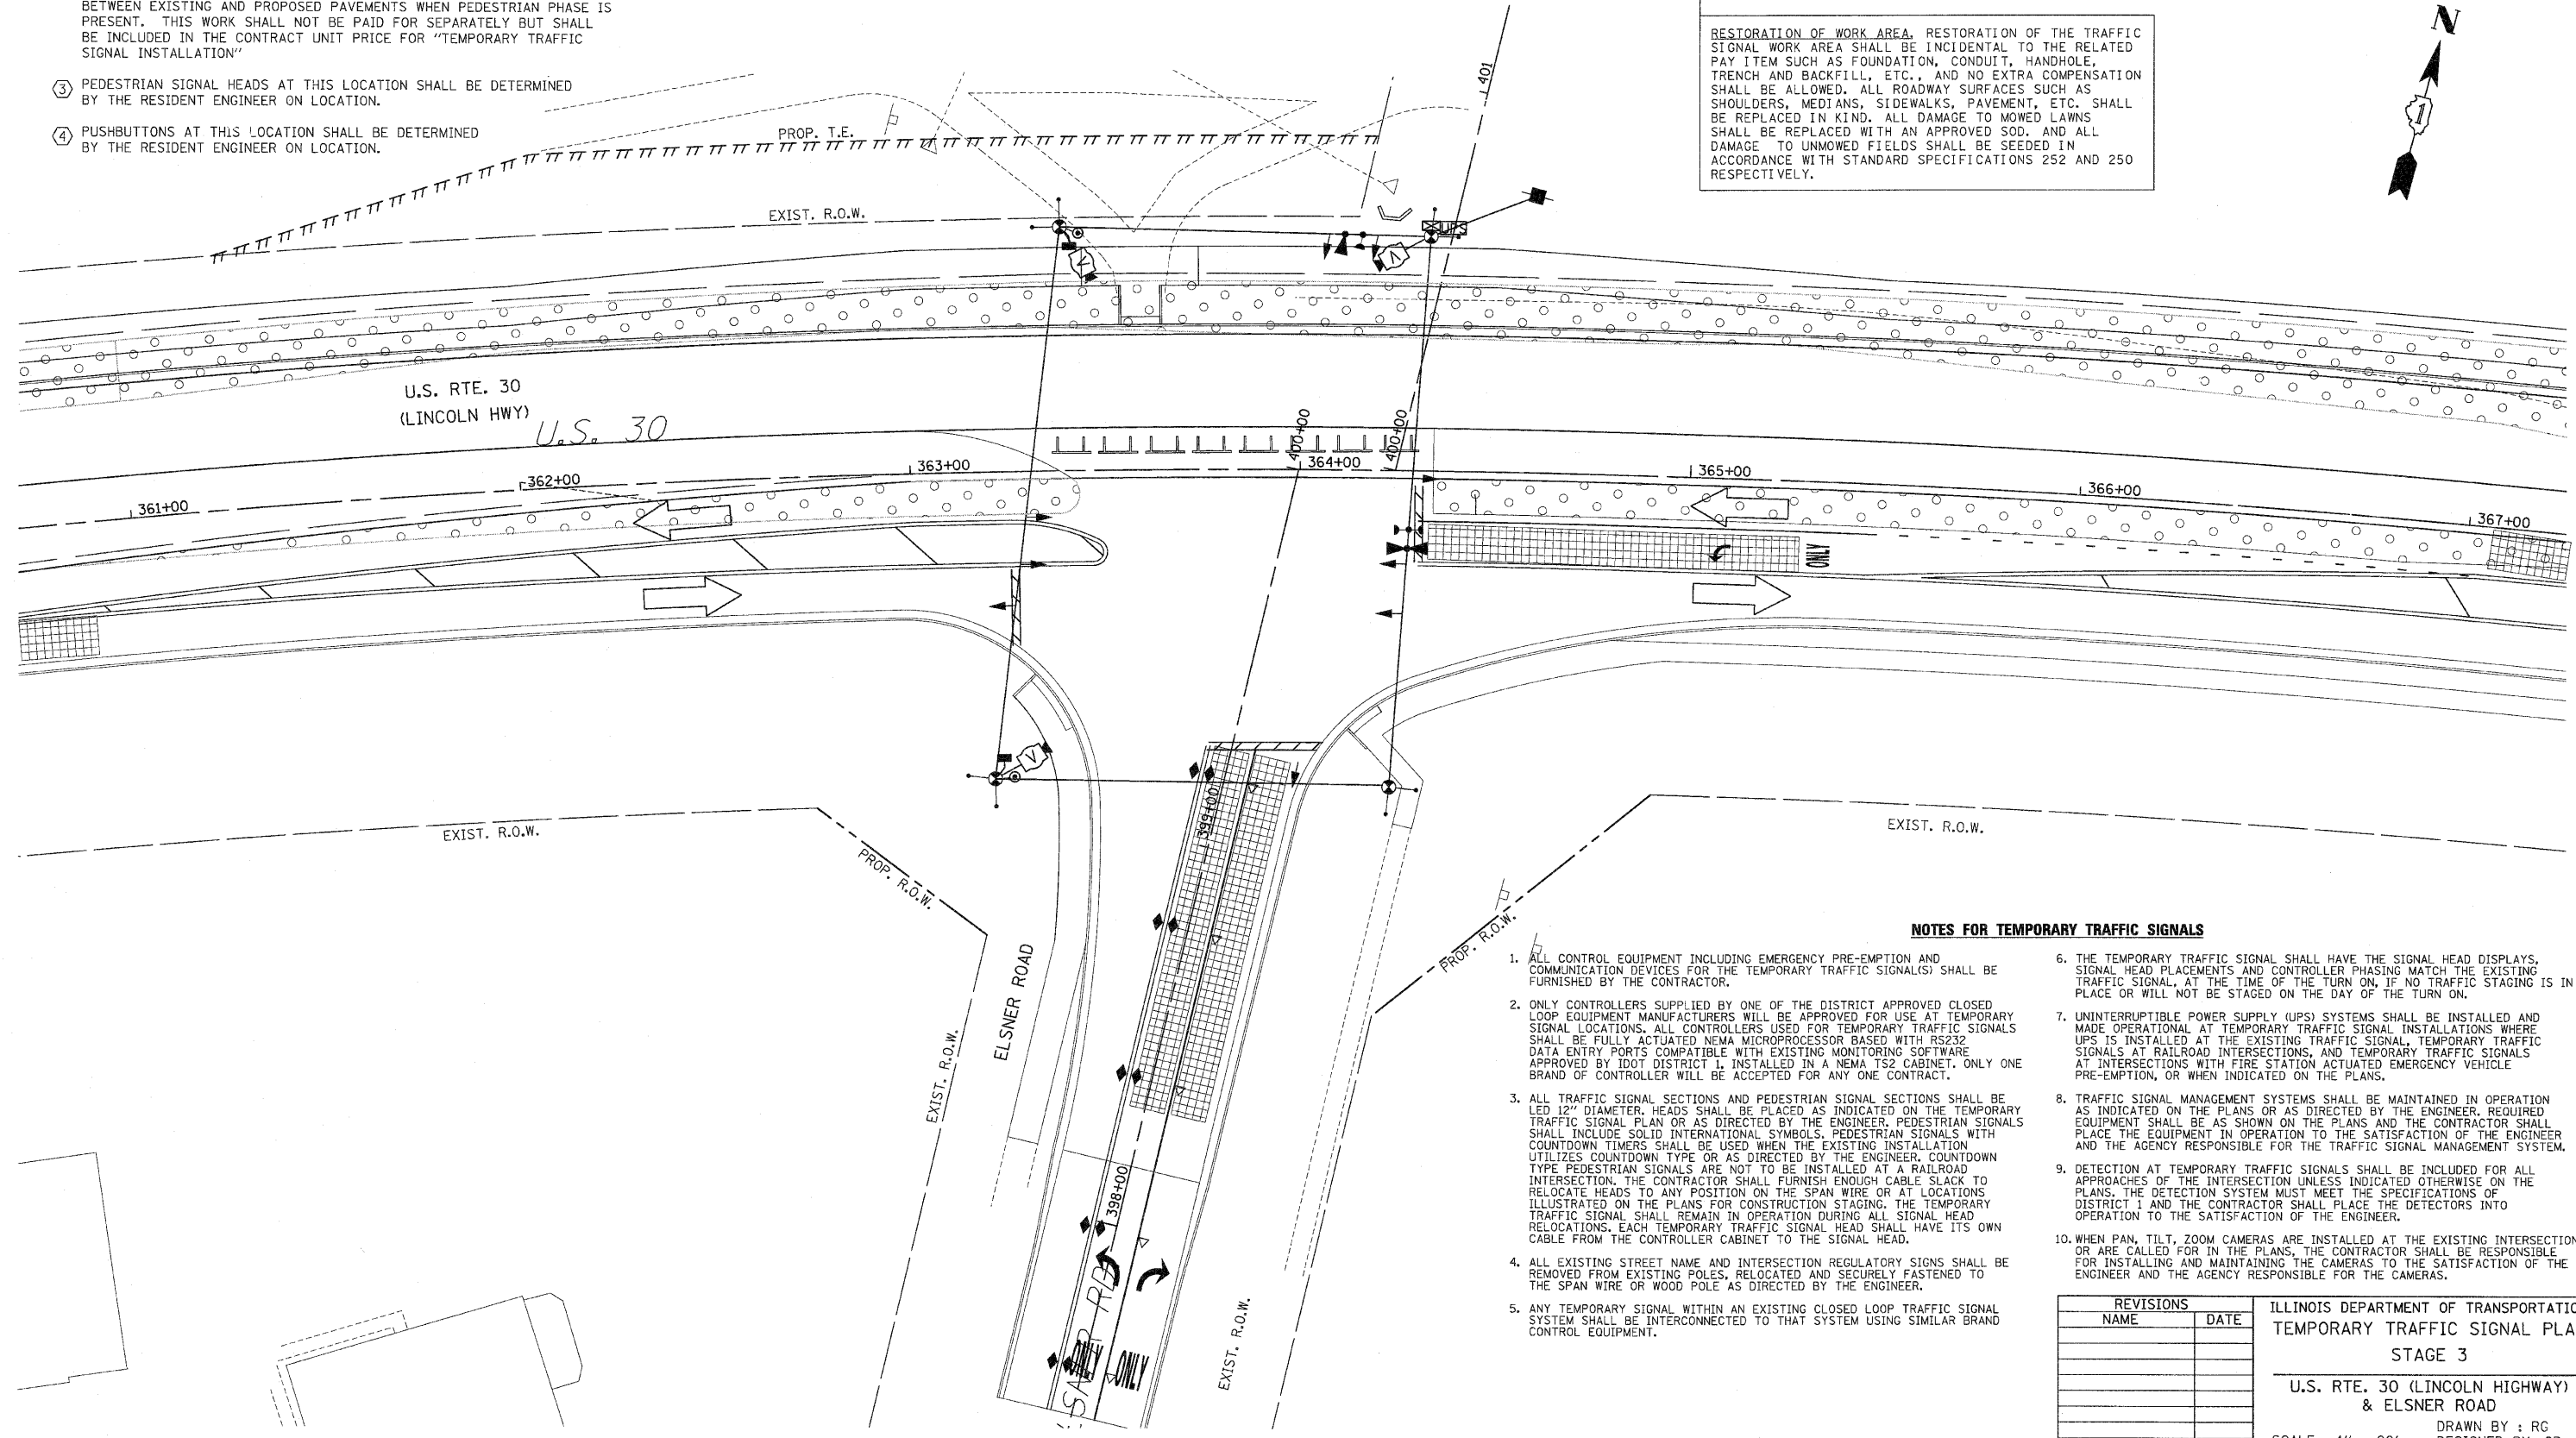 BETWEEN EXISTING AND PROPOSED PAVEMENTS WHEN PEDESTRIAN PHASE IS
PRESENT. THIS WORK SHALL NOT BE PAID FOR SEPARATELY BUT SHALL
BE INCLUDED IN THE CONTRACT UNIT PRICE FOR "TEMPORARY TRAFFIC
SIGNAL INSTALLATION"
3 PEDESTRIAN SIGNAL HEADS AT THIS LOCATION SHALL BE DETERMINED
BY THE RESIDENT ENGINEER ON LOCATION.
4 PUSHBUTTONS AT THIS LOCATION SHALL BE DETERMINED
BY THE RESIDENT ENGINEER ON LOCATION.
RESTORATION OF WORK AREA. RESTORATION OF THE TRAFFIC
SIGNAL WORK AREA SHALL BE INCIDENTAL TO THE RELATED
PAY ITEM SUCH AS FOUNDATION, CONDUIT, HANDHOLE,
TRENCH AND BACKFILL, ETC., AND NO EXTRA COMPENSATION
SHALL BE ALLOWED. ALL ROADWAY SURFACES SUCH AS
SHOULDERS, MEDIANS, SIDEWALKS, PAVEMENT, ETC. SHALL
BE REPLACED IN KIND. ALL DAMAGE TO MOWED LAWNS
SHALL BE REPLACED WITH AN APPROVED SOD. AND ALL
DAMAGE TO UNMOWED FIELDS SHALL BE SEEDED IN
ACCORDANCE WITH STANDARD SPECIFICATIONS 252 AND 250
RESPECTIVELY.
N
1
401
PROP. T.E.
EXIST. R.O.W.
UPS
V
V
U.S. RTE. 30
(LINCOLN HWY)
U.S. 30
400+00
400+00
361+00
362+00
363+00
364+00
365+00
366+00
367+00
ONLY
V
399+00
EXIST. R.O.W.
PROP. R.O.W.
EXIST. R.O.W.
PROP. R.O.W.
ELSNER ROAD
EXIST. R.O.W.
398+00
ONLY
ONLY
EXIST. R.O.W.
NOTES FOR TEMPORARY TRAFFIC SIGNALS
1. ALL CONTROL EQUIPMENT INCLUDING EMERGENCY PRE-EMPTION AND
COMMUNICATION DEVICES FOR THE TEMPORARY TRAFFIC SIGNAL(S) SHALL BE
FURNISHED BY THE CONTRACTOR.
2. ONLY CONTROLLERS SUPPLIED BY ONE OF THE DISTRICT APPROVED CLOSED
LOOP EQUIPMENT MANUFACTURERS WILL BE APPROVED FOR USE AT TEMPORARY
SIGNAL LOCATIONS. ALL CONTROLLERS USED FOR TEMPORARY TRAFFIC SIGNALS
SHALL BE FULLY ACTUATED NEMA MICROPROCESSOR BASED WITH RS232
DATA ENTRY PORTS COMPATIBLE WITH EXISTING MONITORING SOFTWARE
APPROVED BY IDOT DISTRICT 1, INSTALLED IN A NEMA TS2 CABINET. ONLY ONE
BRAND OF CONTROLLER WILL BE ACCEPTED FOR ANY ONE CONTRACT.
3. ALL TRAFFIC SIGNAL SECTIONS AND PEDESTRIAN SIGNAL SECTIONS SHALL BE
LED 12" DIAMETER. HEADS SHALL BE PLACED AS INDICATED ON THE TEMPORARY
TRAFFIC SIGNAL PLAN OR AS DIRECTED BY THE ENGINEER. PEDESTRIAN SIGNALS
SHALL INCLUDE SOLID INTERNATIONAL SYMBOLS. PEDESTRIAN SIGNALS WITH
COUNTDOWN TIMERS SHALL BE USED WHEN THE EXISTING INSTALLATION
UTILIZES COUNTDOWN TYPE OR AS DIRECTED BY THE ENGINEER. COUNTDOWN
TYPE PEDESTRIAN SIGNALS ARE NOT TO BE INSTALLED AT A RAILROAD
INTERSECTION. THE CONTRACTOR SHALL FURNISH ENOUGH CABLE SLACK TO
RELOCATE HEADS TO ANY POSITION ON THE SPAN WIRE OR AT LOCATIONS
ILLUSTRATED ON THE PLANS FOR CONSTRUCTION STAGING. THE TEMPORARY
TRAFFIC SIGNAL SHALL REMAIN IN OPERATION DURING ALL SIGNAL HEAD
RELOCATIONS. EACH TEMPORARY TRAFFIC SIGNAL HEAD SHALL HAVE ITS OWN
CABLE FROM THE CONTROLLER CABINET TO THE SIGNAL HEAD.
4. ALL EXISTING STREET NAME AND INTERSECTION REGULATORY SIGNS SHALL BE
REMOVED FROM EXISTING POLES, RELOCATED AND SECURELY FASTENED TO
THE SPAN WIRE OR WOOD POLE AS DIRECTED BY THE ENGINEER.
5. ANY TEMPORARY SIGNAL WITHIN AN EXISTING CLOSED LOOP TRAFFIC SIGNAL
SYSTEM SHALL BE INTERCONNECTED TO THAT SYSTEM USING SIMILAR BRAND
CONTROL EQUIPMENT.
6. THE TEMPORARY TRAFFIC SIGNAL SHALL HAVE THE SIGNAL HEAD DISPLAYS,
SIGNAL HEAD PLACEMENTS AND CONTROLLER PHASING MATCH THE EXISTING
TRAFFIC SIGNAL, AT THE TIME OF THE TURN ON, IF NO TRAFFIC STAGING IS IN
PLACE OR WILL NOT BE STAGED ON THE DAY OF THE TURN ON.
7. UNINTERRUPTIBLE POWER SUPPLY (UPS) SYSTEMS SHALL BE INSTALLED AND
MADE OPERATIONAL AT TEMPORARY TRAFFIC SIGNAL INSTALLATIONS WHERE
UPS IS INSTALLED AT THE EXISTING TRAFFIC SIGNAL, TEMPORARY TRAFFIC
SIGNALS AT RAILROAD INTERSECTIONS, AND TEMPORARY TRAFFIC SIGNALS
AT INTERSECTIONS WITH FIRE STATION ACTUATED EMERGENCY VEHICLE
PRE-EMPTION, OR WHEN INDICATED ON THE PLANS.
8. TRAFFIC SIGNAL MANAGEMENT SYSTEMS SHALL BE MAINTAINED IN OPERATION
AS INDICATED ON THE PLANS OR AS DIRECTED BY THE ENGINEER. REQUIRED
EQUIPMENT SHALL BE AS SHOWN ON THE PLANS AND THE CONTRACTOR SHALL
PLACE THE EQUIPMENT IN OPERATION TO THE SATISFACTION OF THE ENGINEER
AND THE AGENCY RESPONSIBLE FOR THE TRAFFIC SIGNAL MANAGEMENT SYSTEM.
9. DETECTION AT TEMPORARY TRAFFIC SIGNALS SHALL BE INCLUDED FOR ALL
APPROACHES OF THE INTERSECTION UNLESS INDICATED OTHERWISE ON THE
PLANS. THE DETECTION SYSTEM MUST MEET THE SPECIFICATIONS OF
DISTRICT 1 AND THE CONTRACTOR SHALL PLACE THE DETECTORS INTO
OPERATION TO THE SATISFACTION OF THE ENGINEER.
10. WHEN PAN, TILT, ZOOM CAMERAS ARE INSTALLED AT THE EXISTING INTERSECTION
OR ARE CALLED FOR IN THE PLANS, THE CONTRACTOR SHALL BE RESPONSIBLE
FOR INSTALLING AND MAINTAINING THE CAMERAS TO THE SATISFACTION OF THE
ENGINEER AND THE AGENCY RESPONSIBLE FOR THE CAMERAS.
REVISIONS
NAME DATE
ILLINOIS DEPARTMENT OF TRANSPORTATIO
TEMPORARY TRAFFIC SIGNAL PLA
STAGE 3
U.S. RTE. 30 (LINCOLN HIGHWAY)
& ELSNER ROAD
DRAWN BY : RG